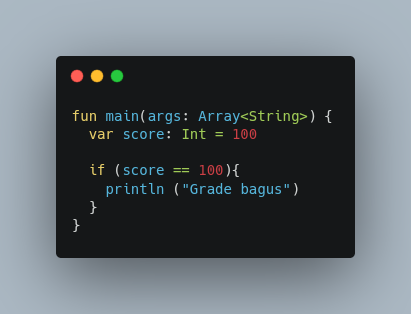 fun main(args: Array<String>) {
  var score: Int = 100

  if (score == 100){
    println ("Grade bagus")
  }
}